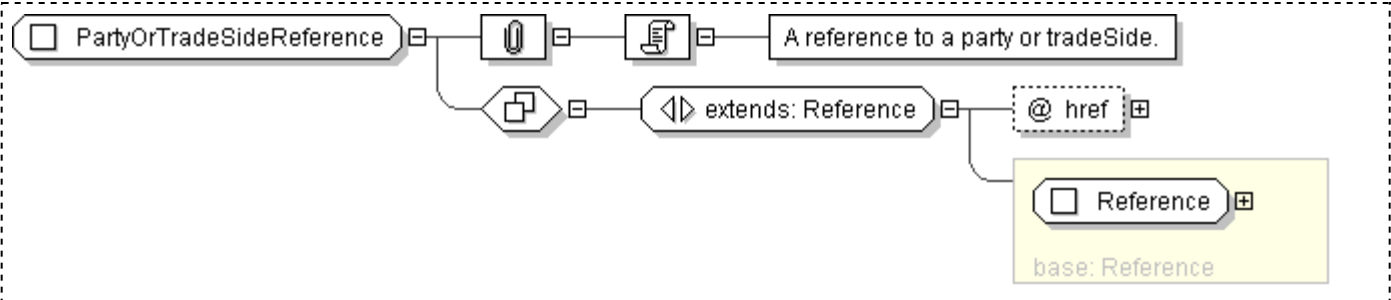 PartyOrTradeSideReference
A reference to a party or tradeSide.
extends: Reference
@ href
Reference
base: Reference